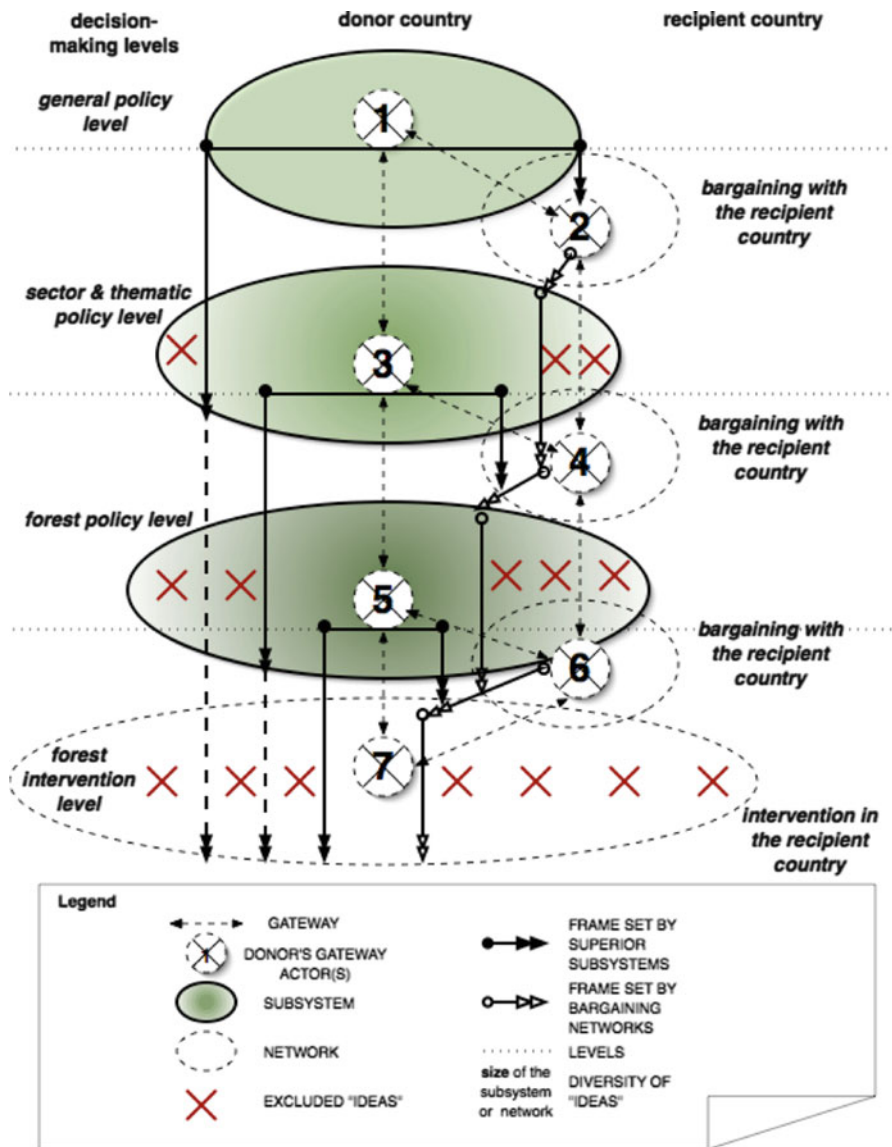 decision-
making levels
donor country
recipient country
general policy
level
1
bargaining with
the recipient
country
2
sector & thematic
policy level
3
bargaining with
the recipient
country
4
forest policy level
5
bargaining with
the recipient
country
6
forest
intervention
level
7
intervention in
the recipient
country
Legend
GATEWAY
1
DONOR'S GATEWAY
ACTOR(S)
SUBSYSTEM
NETWORK
EXCLUDED "IDEAS"
FRAME SET BY
SUPERIOR
SUBSYSTEMS
FRAME SET BY
BARGAINING
NETWORKS
LEVELS
size of the
subsystem
or network
DIVERSITY OF
"IDEAS"